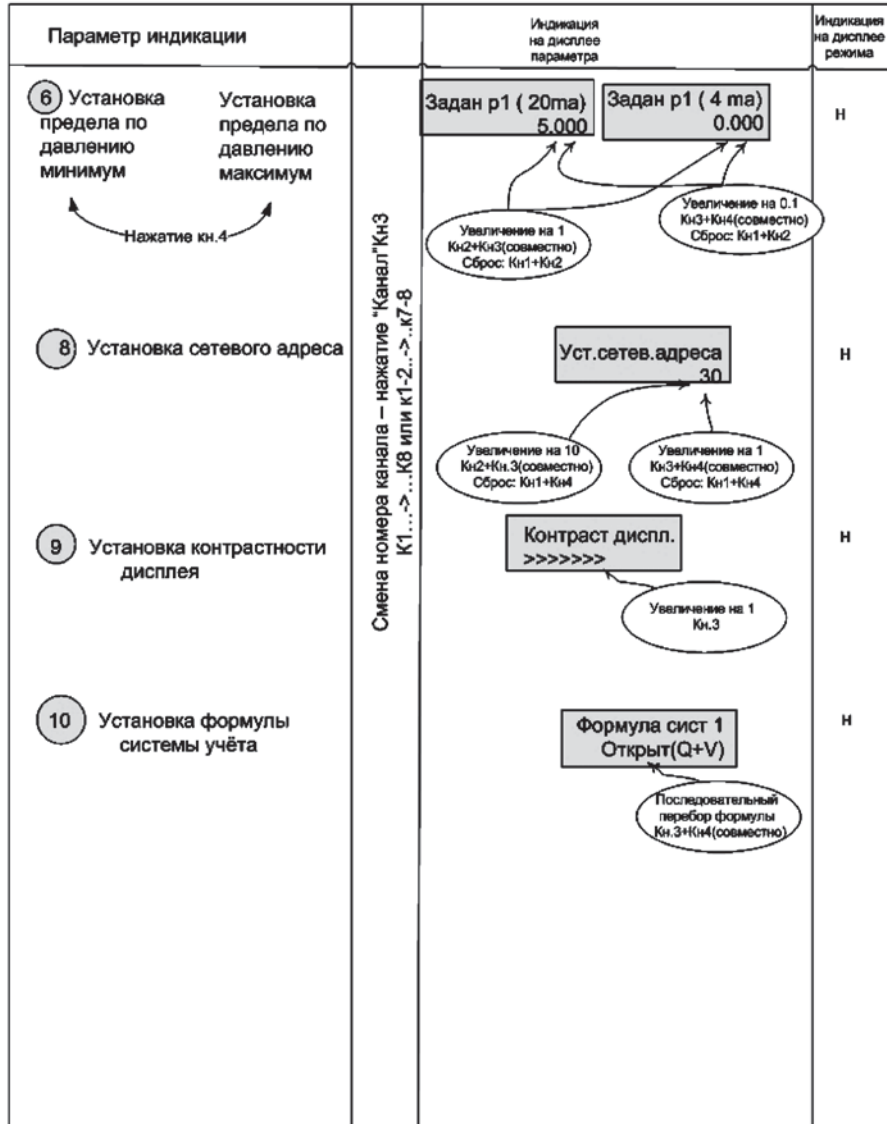 Параметр индикации
Индикация
на дисплее
параметра
Индикация
на дисплее
режима
6 Установка
предела по
давлению
минимум
Установка
предела по
давлению
максимум
Нажатие кн.4
Задан р1 ( 20ma)
5.000
Задан р1 ( 4 ma)
0.000
Н
Увеличение на 1
Кн2+Кн3(совместно)
Сброс: Кн1+Кн2
Увеличение на 0.1
Кн3+Кн4(совместно)
Сброс: Кн1+Кн2
Смена номера канала – нажатие "Канал"Кн3
К1...->...К8 или к1-2..->..к7-8
8 Установка сетевого адреса
Уст.сетев.адреса
30
Н
Увеличение на 10
Кн2+Кн.3(совместно)
Сброс: Кн1+Кн4
Увеличение на 1
Кн3+Кн4(совместно)
Сброс: Кн1+Кн4
9 Установка контрастности
дисплея
Контраст диспл.
>>>>>>>
Н
Увеличение на 1
Кн.3
10 Установка формулы
системы учёта
Формула сист 1
Открыт(Q+V)
Н
Последовательный
перебор формулы
Кн.3+Кн4(совместно)